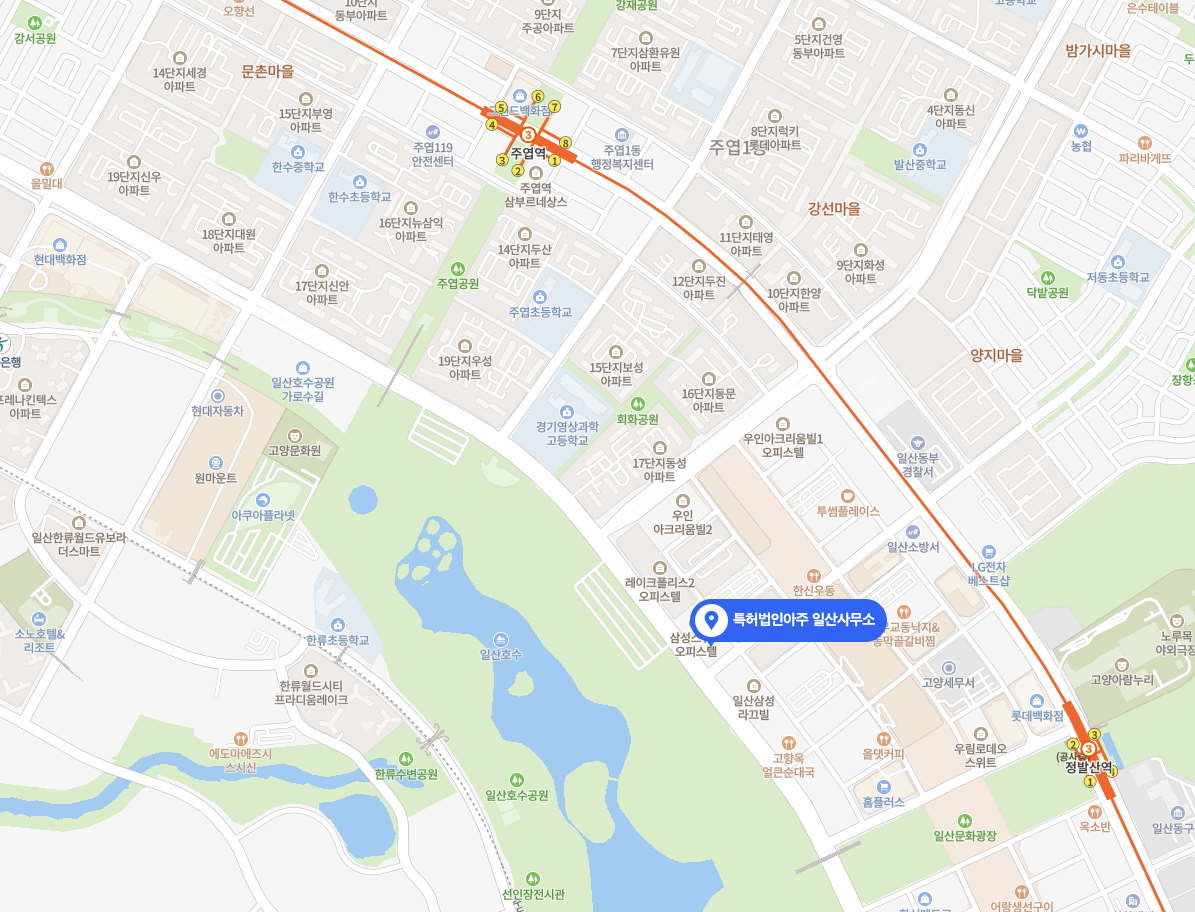 오향선
10단지
동부아파트
9단지
주공아파트
강재공원
고등학교
은수테이블
강서공원
5단지건영
동부아파트
밤가시마을
7단지삼환유원
아파트
14단지세경
아파트
문촌마을
15단지부영
아파트
5
6
7
4
3
8
3
2
1
주엽역
4단지동신
아파트
8단지럭키
롯데아파트
농협
파리바게뜨
주엽119
안전센터
주엽1동
행정복지센터
발산중학교
한수중학교
을밀대
19단지신우
아파트
한수초등학교
주엽역
삼부르네상스
강선마을
16단지뉴삼익
아파트
18단지대원
아파트
11단지태영
아파트
현대백화점
14단지두산
아파트
9단지화성
아파트
저동초등학교
닥밭공원
주엽공원
17단지신안
아파트
12단지두진
아파트
10단지한양
아파트
주엽초등학교
은행
양지마을
19단지우성
아파트
15단지보성
아파트
일산호수공원
가로수길
16단지동문
아파트
현대자동차
회화공원
경기영상과학
고등학교
우인아크리움빌1
오피스텔
고양문화원
일산동부
경찰서
17단지동성
아파트
원마운트
아쿠아플라넷
투썸플레이스
우인
아크리움빌2
일산한류월드유보라
더스마트
일산소방서
LG전자
베스트샵
레이크폴리스2
오피스텔
한신우동
특허법인아주 일산사무소
소노호텔&
리조트
한류초등학교
일산호수
오피스텔
노루목
야외극장
고양아람누리
고양세무서
한류월드시티
프라디움레이크
일산삼성
라끄빌
롯데백화점
에도마에즈시
스시신
고향옥
얼큰순대국
올댓커피
우림로데오
스위트
3
2
3
1
정발산역
한류수변공원
일산호수공원
홈플러스
옥소반
일산문화광장
선인장전시관
어람생선구이